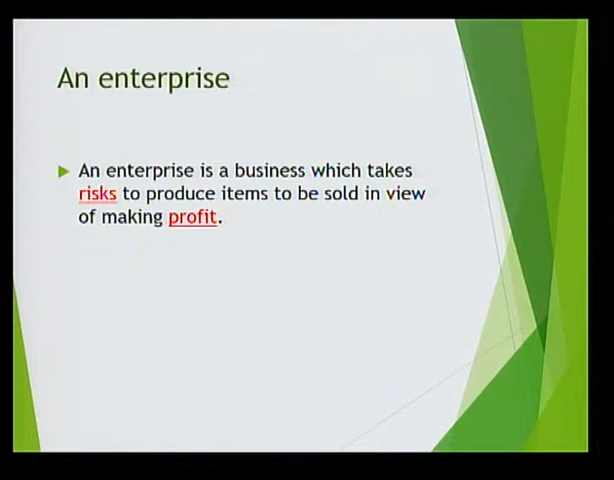 An enterprise
An enterprise is a business which takes
risks to produce items to be sold in view
of making profit.